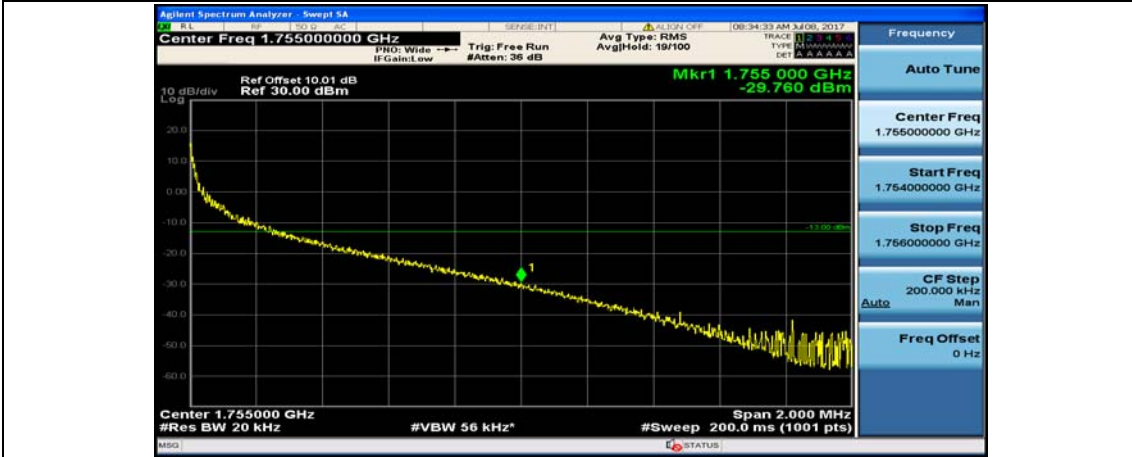 Agilent Spectrum Analyzer - Swept SA
RL RF 50 Ω AC SENSE:INT ALIGN OFF 08:34:33 AM Jul 08, 2017
Center Freq 1.755000000 GHz
PNO: Wide
IFGain:Low
Trig: Free Run
#Atten: 36 dB
Avg Type: RMS
Avg|Hold: 19/100
TRACE 1 2 3 4 5 6
TYPE
DET A A A A A A
Mkr1 1.755 000 GHz
-29.760 dBm
Ref Offset 10.01 dB
Ref 30.00 dBm
10 dB/div
Log
20.0
10.0
0.00
-10.0
-13.00 dBm
-20.0
1
-30.0
-40.0
-50.0
-60.0
Center 1.755000 GHz
Span 2.000 MHz
#Res BW 20 kHz
#VBW 56 kHz*
#Sweep 200.0 ms (1001 pts)
MSG
STATUS
Frequency
Auto Tune
Center Freq
1.755000000 GHz
Start Freq
1.754000000 GHz
Stop Freq
1.756000000 GHz
CF Step
200.000 kHz
Auto Man
Freq Offset
0 Hz